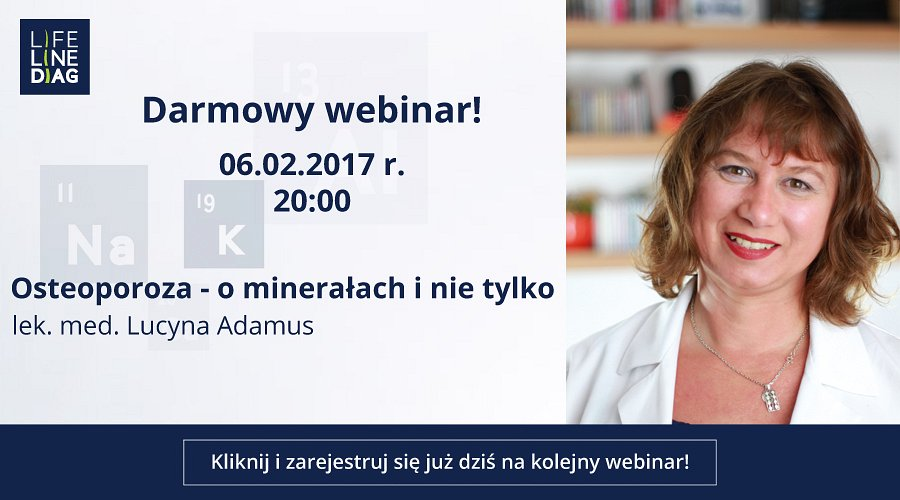 LIFE
LINE
DIAG
Darmowy webinar!
06.02.2017 r.
20:00
13
Al
11
Na
19
K
Osteoporoza - o minerałach i nie tylko
lek. med. Lucyna Adamus
Kliknij i zarejestruj się już dziś na kolejny webinar!